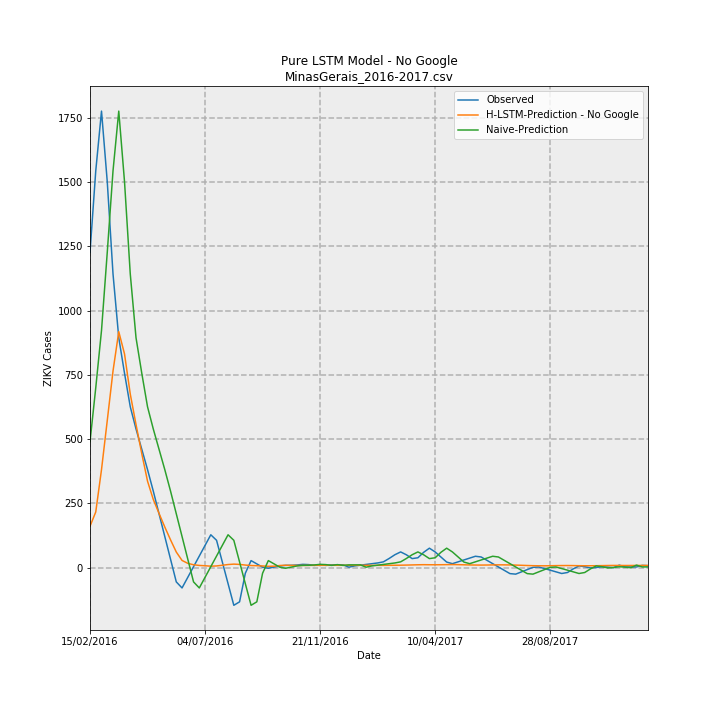 Pure LSTM Model - No Google
MinasGerais_2016-2017.csv
Observed
H-LSTM-Prediction - No Google
Naive-Prediction
1750
1500
1250
1000
750
500
250
0
ZIKV Cases
15/02/2016
04/07/2016
21/11/2016
10/04/2017
28/08/2017
Date